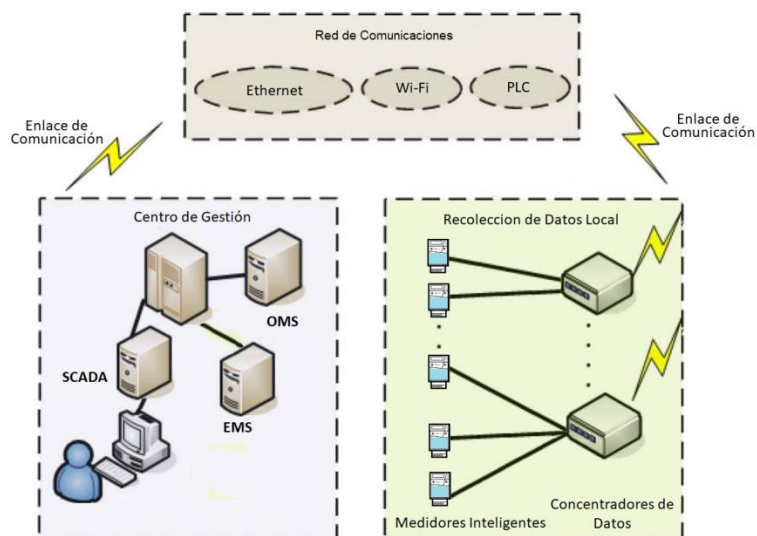 Red de Comunicaciones
Ethernet
Wi-Fi
PLC
Enlace de
Comunicación
Enlace de
Comunicación
Centro de Gestión
OMS
SCADA
EMS
Recoleccion de Datos Local
Medidores Inteligentes
Concentradores de
Datos